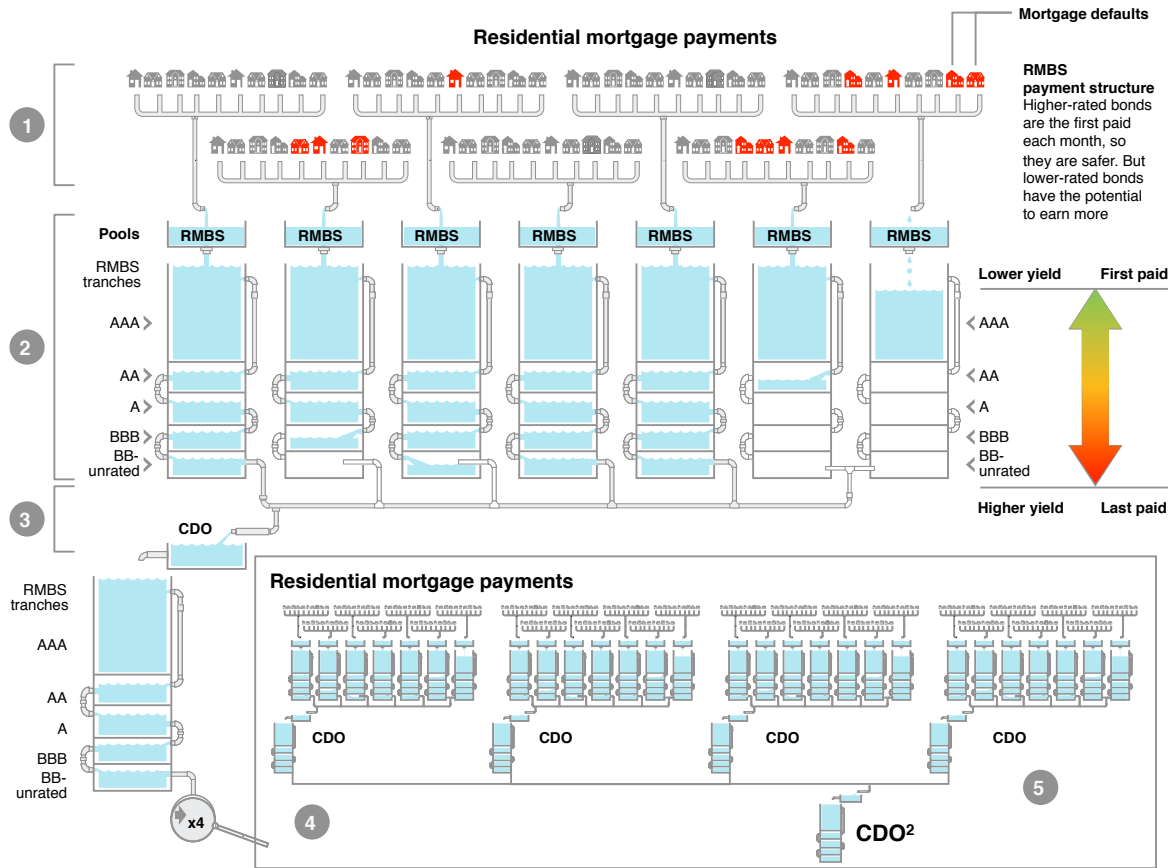 Mortgage defaults
Residential mortgage payments
RMBS
payment structure
Higher-rated bonds
are the first paid
each month, so
they are safer. But
lower-rated bonds
have the potential
to earn more
1
Pools
RMBS
RMBS
RMBS
RMBS
RMBS
RMBS
RMBS
RMBS
tranches
Lower yield
First paid
2
AAA
AAA
AA
AA
A
A
BBB
BBB
BB-
unrated
BB-
unrated
Higher yield
Last paid
3
CDO
RMBS
tranches
AAA
AA
A
BBB
BB-
unrated
x4
Residential mortgage payments
CDO
CDO
CDO
CDO
4
5
CDO²